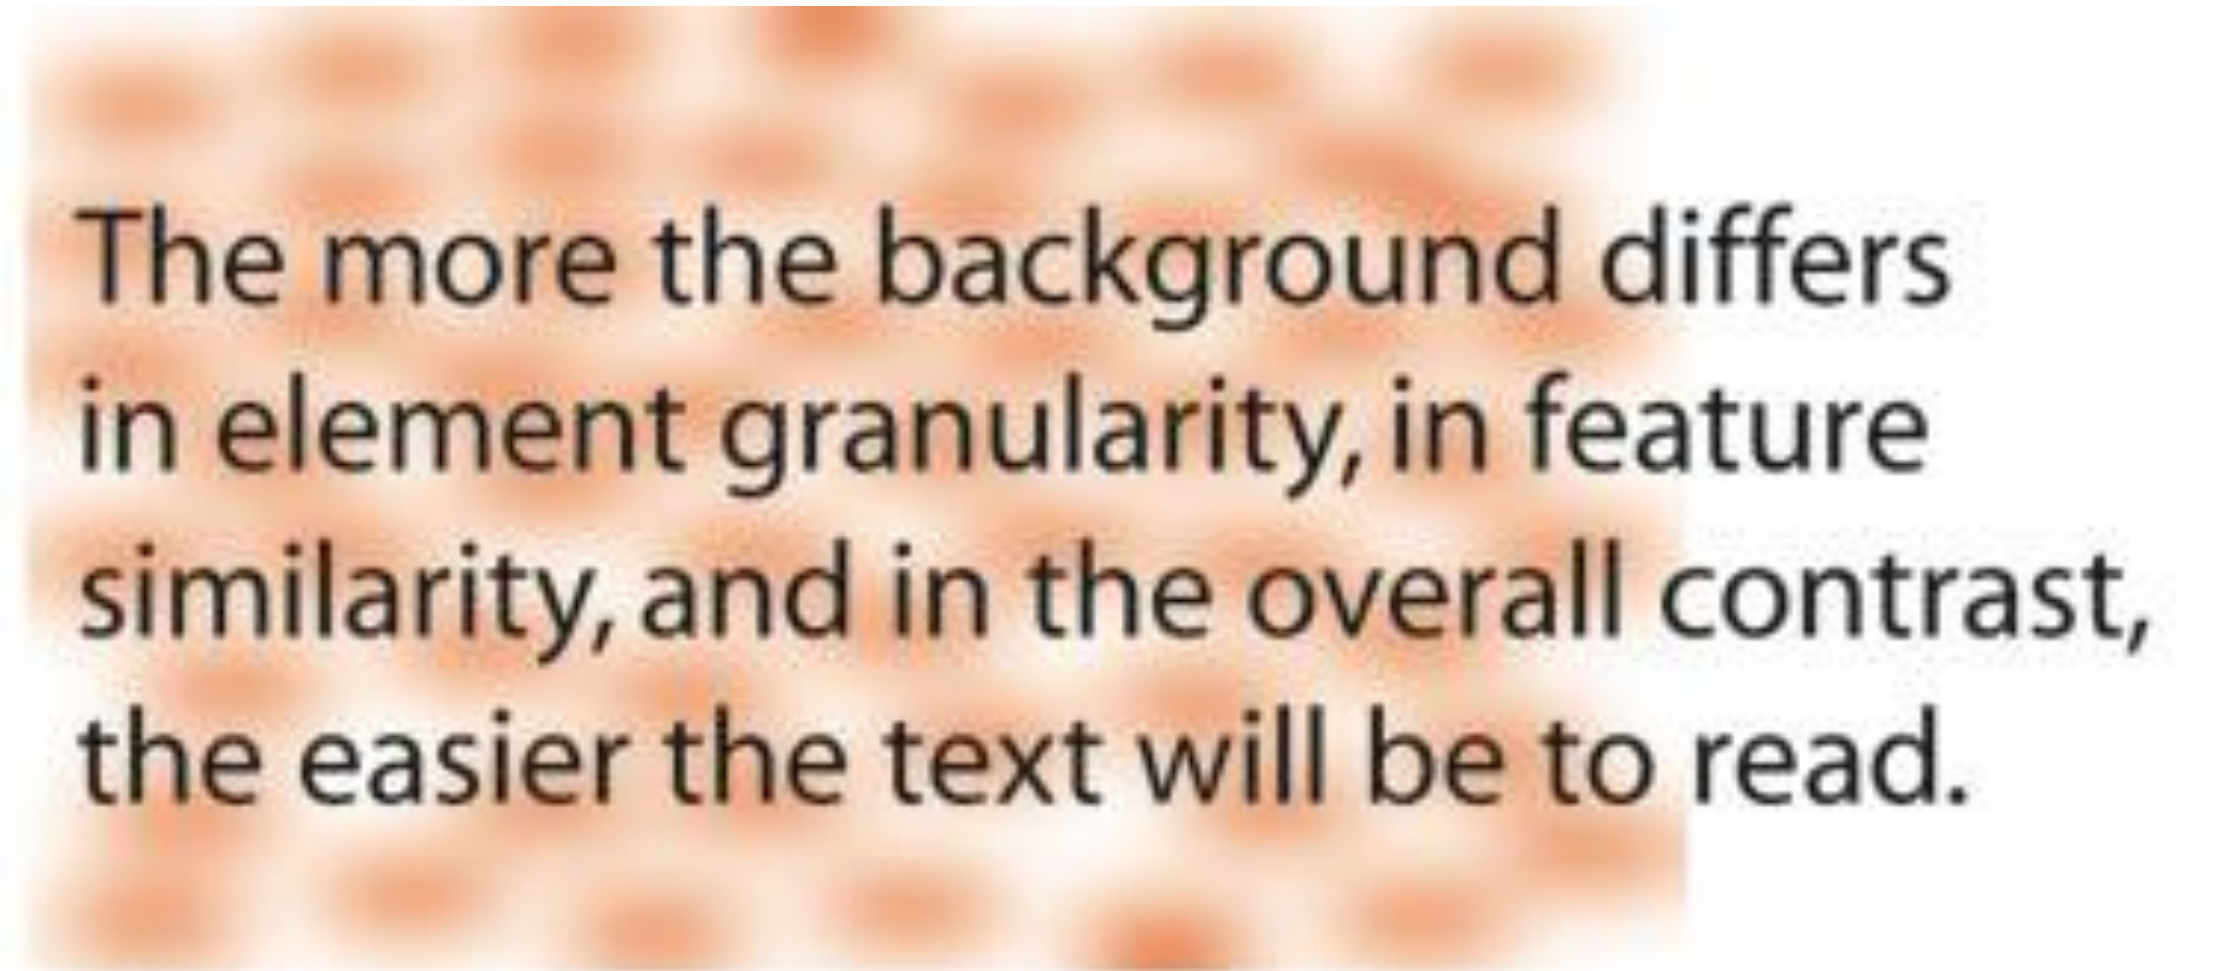 The more the background differs
in element granularity, in feature
similarity, and in the overall contrast,
the easier the text will be to read.